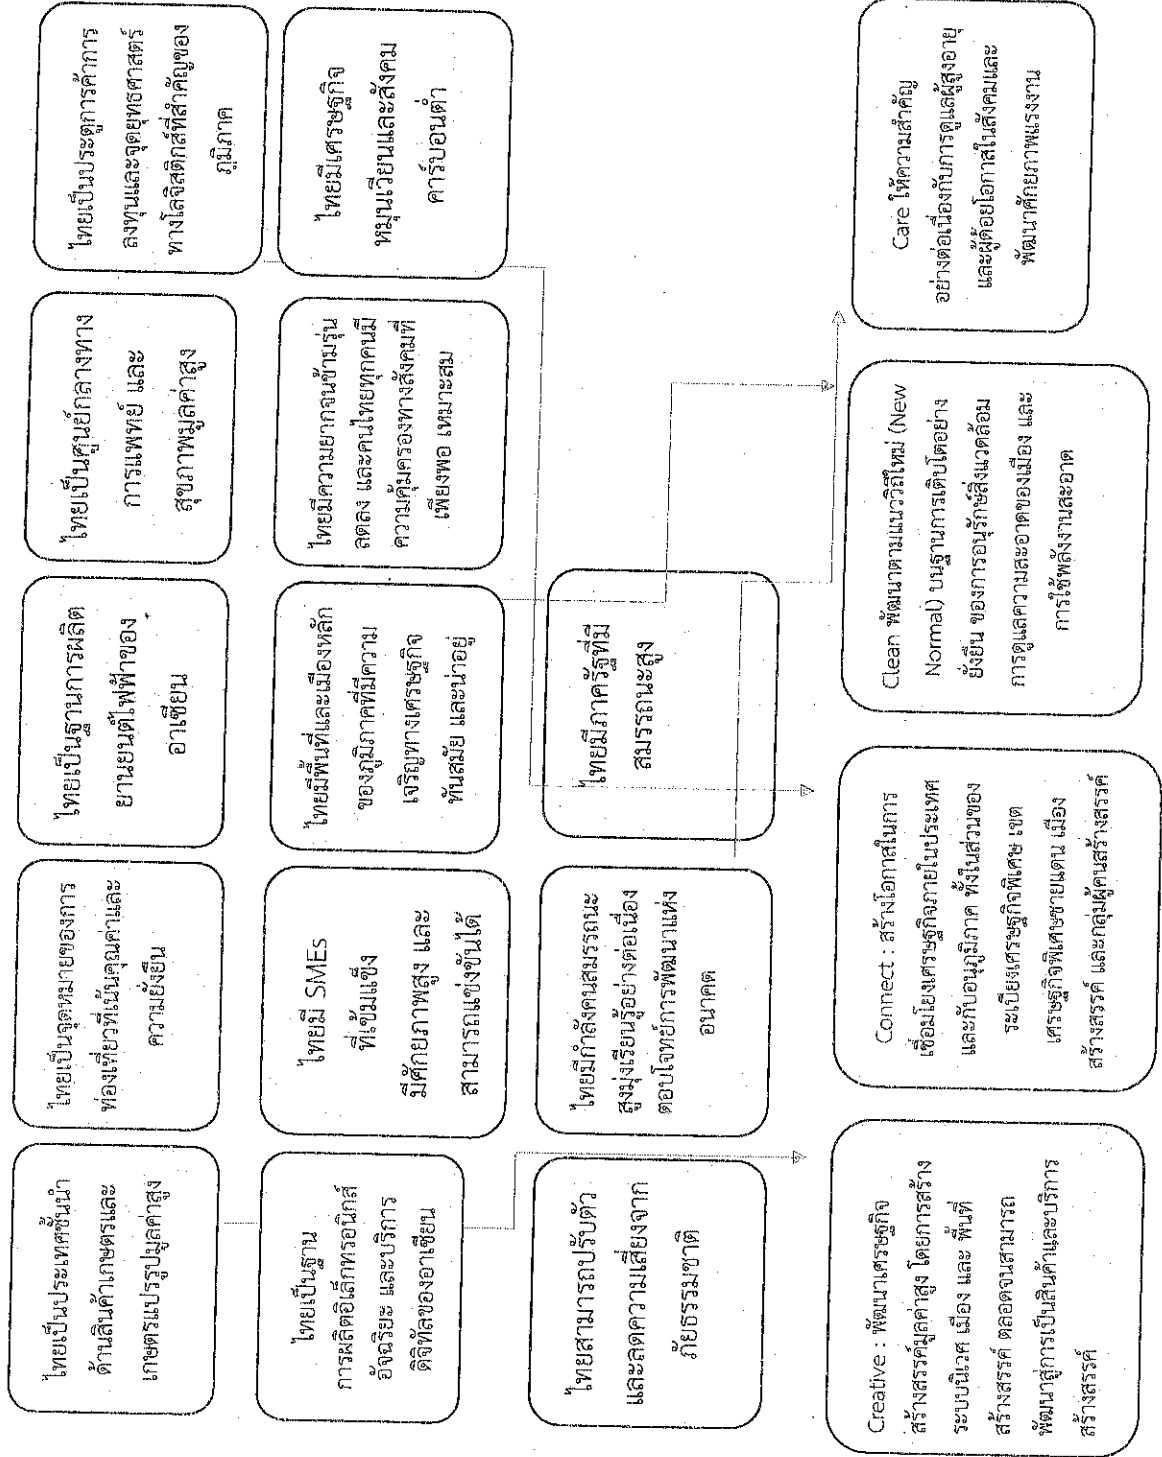 ไทยเป็นประเทศชั้นนำ
ด้านสินค้าเกษตรและ
เกษตรแปรรูปมูลค่าสูง
ไทยเป็นจุดหมายของการ
ท่องเที่ยวที่เน้นคุณค่าและ
ความยั่งยืน
ไทยเป็นฐานการผลิต
ยานยนต์ไฟฟ้าของ
อาเซียน
ไทยเป็นศูนย์กลางทาง
การแพทย์ และ
สุขภาพมูลค่าสูง
ไทยเป็นประตูการค้าการ
ลงทุนและจุดยุทธศาสตร์
ทางโลจิสติกส์ที่สำคัญของ
ภูมิภาค
ไทยเป็นฐาน
การผลิตอิเล็กทรอนิกส์
อัจฉริยะ และบริการ
ดิจิทัลของอาเซียน
ไทยมี SMEs
ที่เข้มแข็ง
มีศักยภาพสูง และ
สามารถแข่งขันได้
ไทยมีพื้นที่และเมืองหลัก
ของภูมิภาคที่มีความ
เจริญทางเศรษฐกิจ
ทันสมัย และน่าอยู่
ไทยมีความยากจนข้ามรุ่น
ลดลง และคนไทยทุกคนมี
ความคุ้มครองทางสังคมที่
เพียงพอ เหมาะสม
ไทยมีเศรษฐกิจ
หมุนเวียนและสังคม
คาร์บอนต่ำ
ไทยสามารถปรับตัว
และลดความเสี่ยงจาก
ภัยธรรมชาติ
ไทยมีกำลังคนสมรรถนะ
สูงมุ่งเรียนรู้อย่างต่อเนื่อง
ตอบโจทย์การพัฒนาแห่ง
อนาคต
ไทยมีภาครัฐที่มี
สมรรถนะสูง
Creative : พัฒนาเศรษฐกิจ
สร้างสรรค์มูลค่าสูง โดยการสร้าง
ระบบนิเวศ เมือง และ พื้นที่
สร้างสรรค์ ตลอดจนสามารถ
พัฒนาสู่การเป็นสินค้าและบริการ
สร้างสรรค์
Connect : สร้างโอกาสในการ
เชื่อมโยงเศรษฐกิจภายในประเทศ
และกับอนุภูมิภาค ทั้งในส่วนของ
ระเบียงเศรษฐกิจพิเศษ เขต
เศรษฐกิจพิเศษชายแดน เมือง
สร้างสรรค์ และกลุ่มผู้คนสร้างสรรค์
Clean พัฒนาตามแนววิถีใหม่ (New
Normal) บนฐานการเติบโตอย่าง
ยั่งยืน ของการอนุรักษ์สิ่งแวดล้อม
การดูแลความสะอาดของเมือง และ
การใช้พลังงานสะอาด
Care ให้ความสำคัญ
อย่างต่อเนื่องกับการดูแลผู้สูงอายุ
และผู้ด้อยโอกาสในสังคมและ
พัฒนาศักยภาพแรงงาน